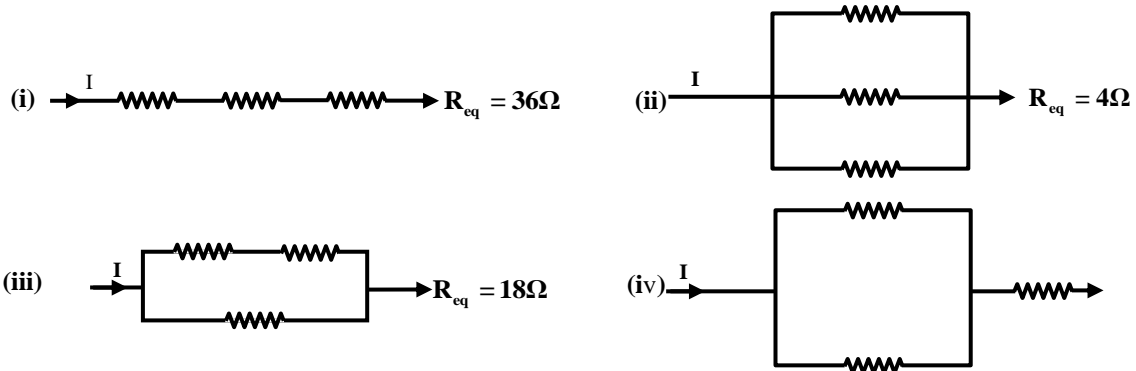 (i) I R_eq = 36Ω
(ii) I R_eq = 4Ω
(iii) I R_eq = 18Ω
(iv) I